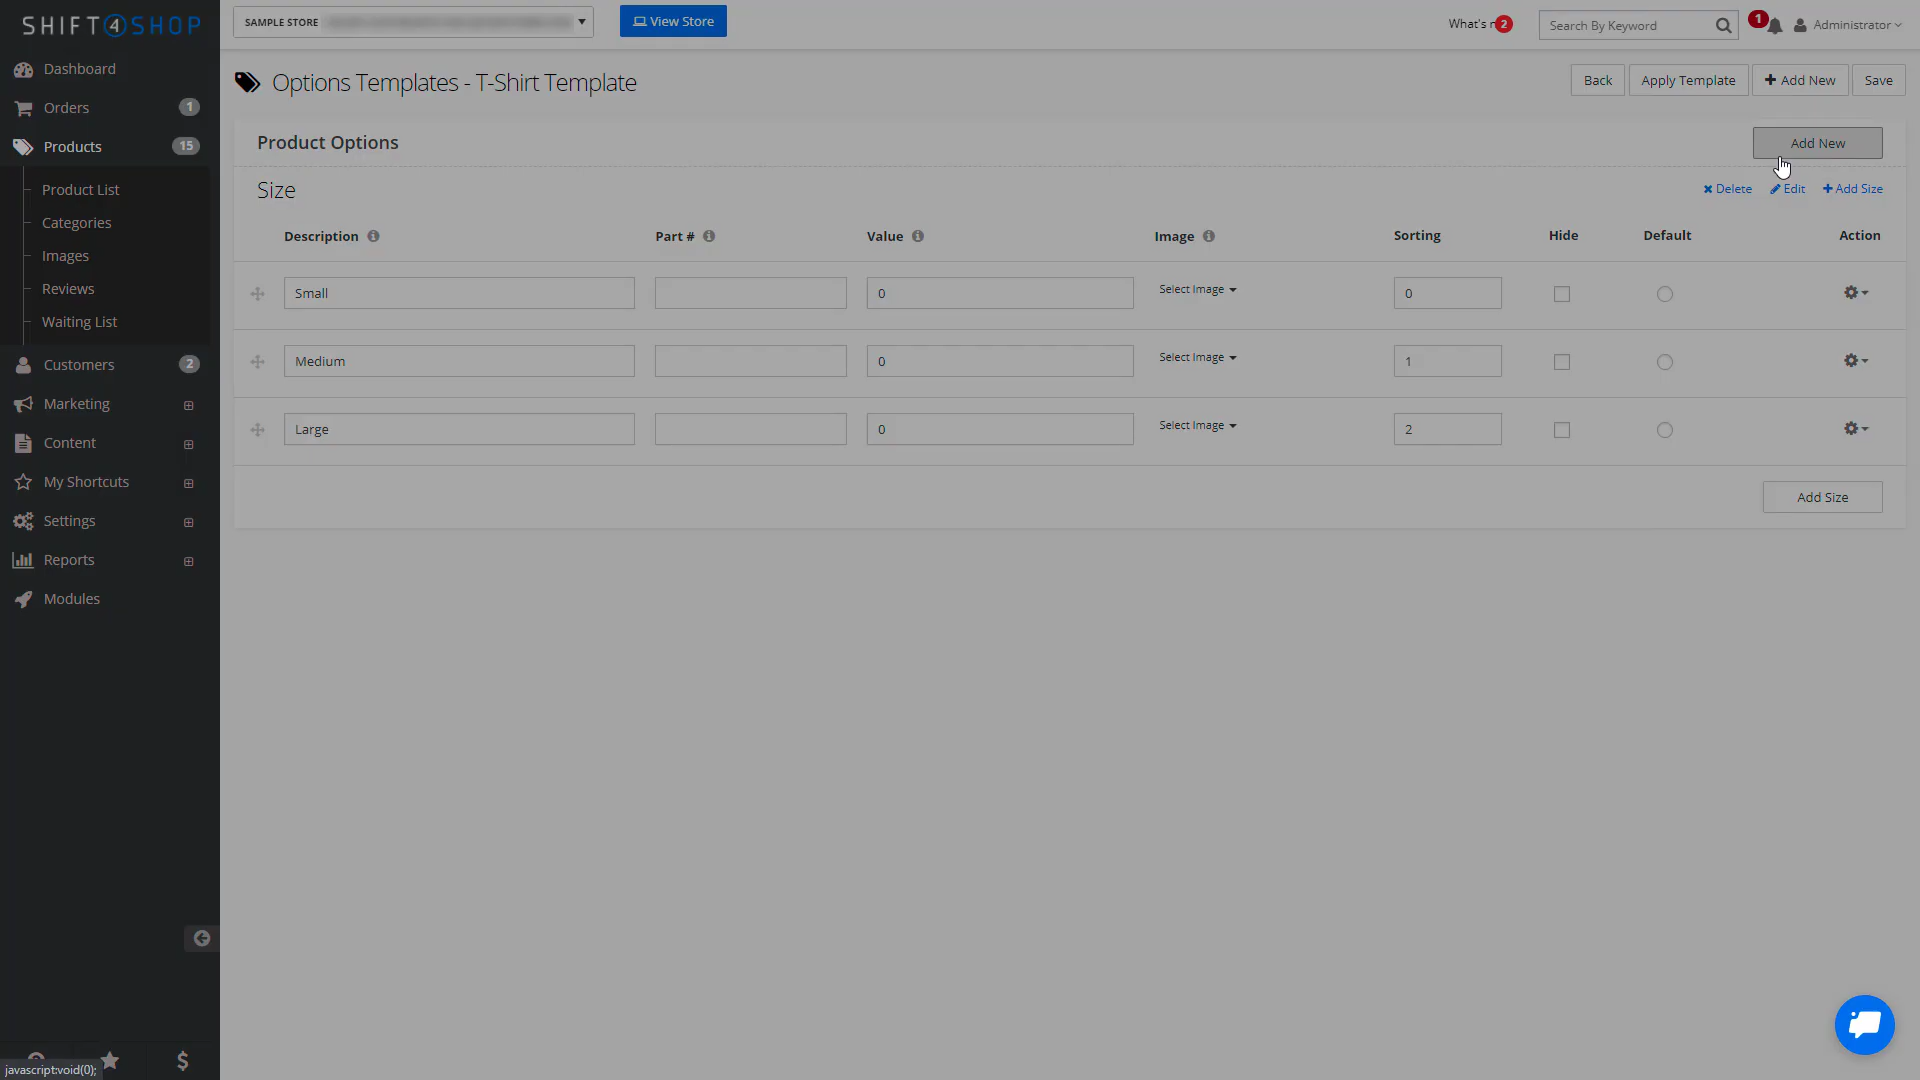 SHIFT4SHOP
SAMPLE STORE
View Store
What's n
2
Search By Keyword
1
Administrator
Dashboard
Orders
1
Products
15
Product List
Categories
Images
Reviews
Waiting List
Customers
2
Marketing
Content
My Shortcuts
Settings
Reports
Modules
Options Templates - T-Shirt Template
Back
Apply Template
Add New
Save
Product Options
Add New
Size
Delete
Edit
Add Size
Description
Part #
Value
Image
Sorting
Hide
Default
Action
Small
0
Select Image
0
Medium
0
Select Image
1
Large
0
Select Image
2
Add Size
javascript:void(0);